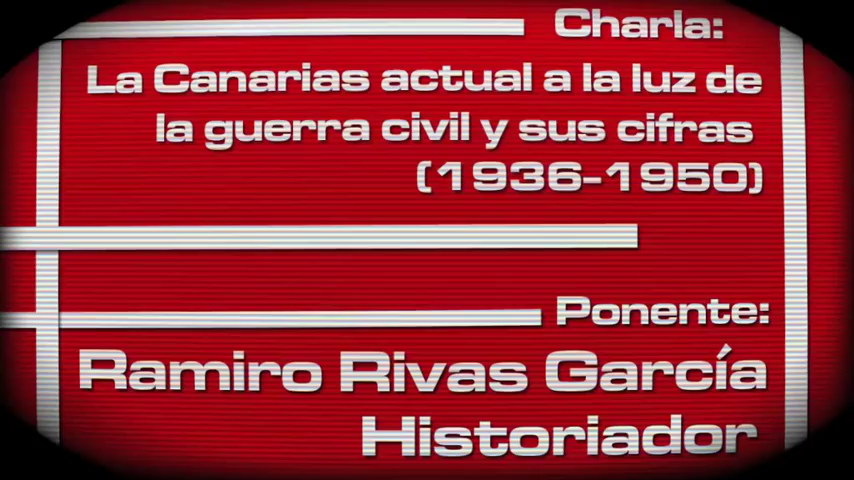 Charla:
La Canarias actual a la luz de
la guerra civil y sus cifras
(1936-1950)
Ponente:
Ramiro Rivas García
Historiador